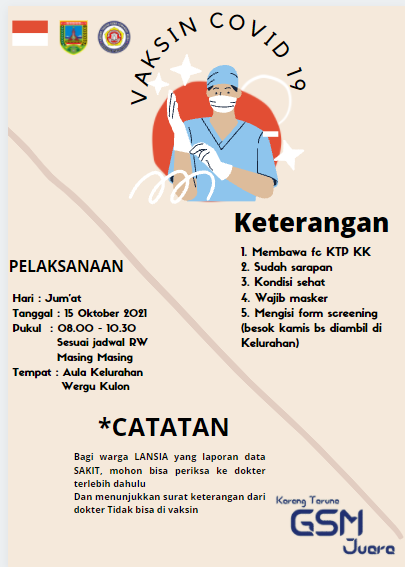 VAKSIN COVID 19
Keterangan
1. Membawa fc KTP KK
2. Sudah sarapan
3. Kondisi sehat
4. Wajib masker
5. Mengisi form screening
(besok kamis bs diambil di
Kelurahan)
PELAKSANAAN
Hari : Jum'at
Tanggal : 15 Oktober 2021
Pukul : 08.00 - 10.30
Sesuai jadwal RW
Masing Masing
Tempat : Aula Kelurahan
Wergu Kulon
*CATATAN
Bagi warga LANSIA yang laporan data
SAKIT, mohon bisa periksa ke dokter
terlebih dahulu
Dan menunjukkan surat keterangan dari
dokter Tidak bisa di vaksin
Karang Taruna
GSM
Juara